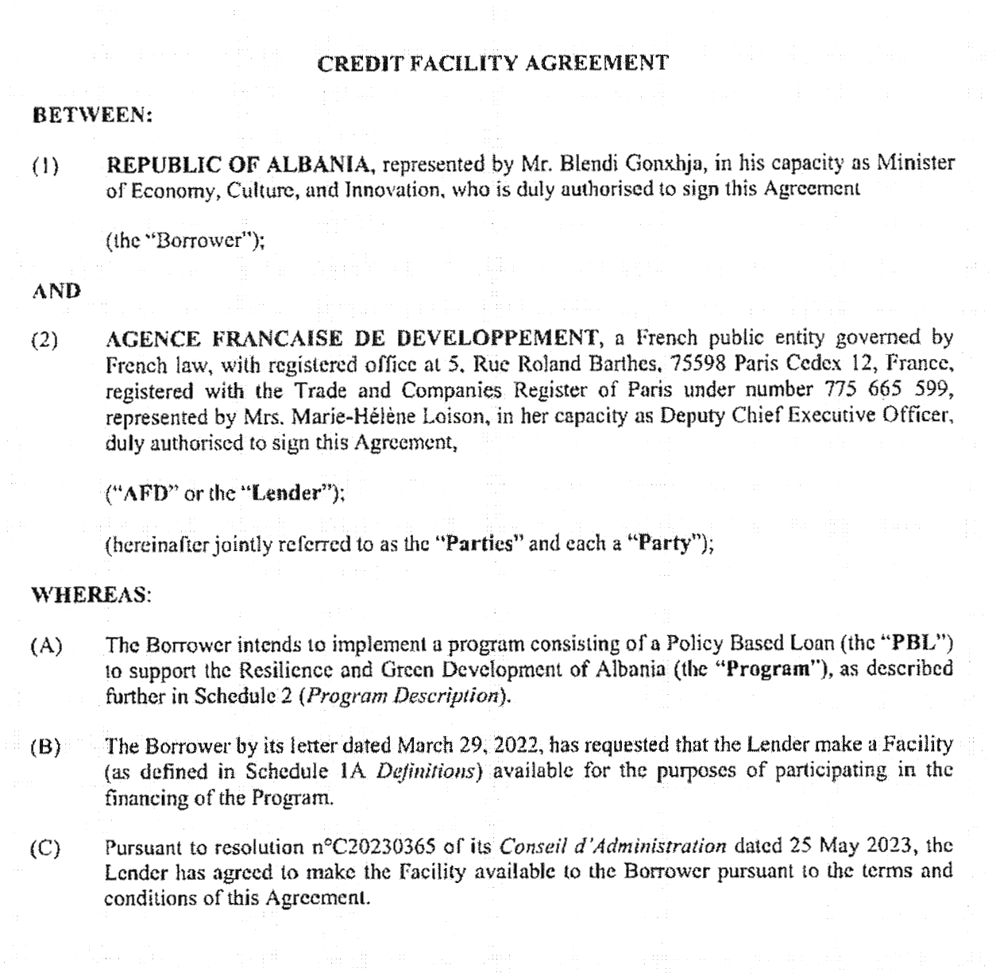 CREDIT FACILITY AGREEMENT
BETWEEN:
(1) REPUBLIC OF ALBANIA, represented by Mr. Blendi Gonxhja, in his capacity as Minister
of Economy, Culture, and Innovation, who is duly authorised to sign this Agreement
(the “Borrower”);
AND
(2) AGENCE FRANCAISE DE DEVELOPPEMENT, a French public entity governed by
French law, with registered office at 5, Rue Roland Barthes, 75598 Paris Cedex 12, France,
registered with the Trade and Companies Register of Paris under number 775 665 599,
represented by Mrs. Marie-Hélène Loison, in her capacity as Deputy Chief Executive Officer,
duly authorised to sign this Agreement,
(“AFD” or the “Lender”);
(hereinafter jointly referred to as the “Parties” and each a “Party”);
WHEREAS:
(A) The Borrower intends to implement a program consisting of a Policy Based Loan (the “PBL”)
to support the Resilience and Green Development of Albania (the “Program”), as described
further in Schedule 2 (Program Description).
(B) The Borrower by its letter dated March 29, 2022, has requested that the Lender make a Facility
(as defined in Schedule 1A Definitions) available for the purposes of participating in the
financing of the Program.
(C) Pursuant to resolution n°C20230365 of its Conseil d’Administration dated 25 May 2023, the
Lender has agreed to make the Facility available to the Borrower pursuant to the terms and
conditions of this Agreement.